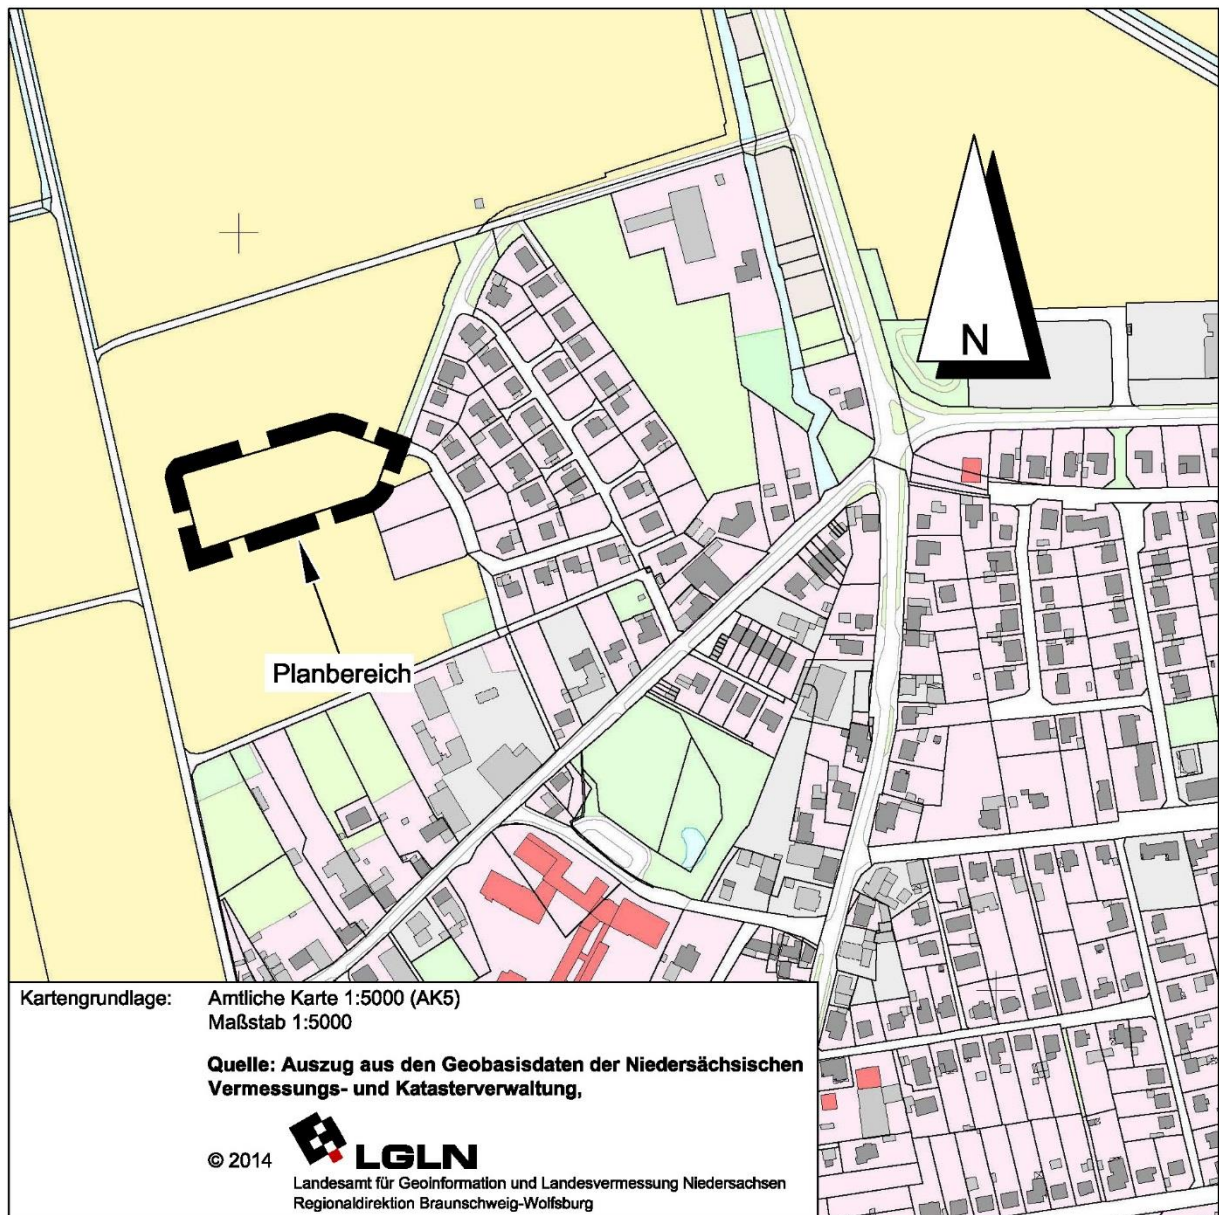 N
Planbereich
Kartengrundlage: Amtliche Karte 1:5000 (AK5)
Maßstab 1:5000
Quelle: Auszug aus den Geobasisdaten der Niedersächsischen
Vermessungs- und Katasterverwaltung,
© 2014 LGLN
Landesamt für Geoinformation und Landesvermessung Niedersachsen
Regionaldirektion Braunschweig-Wolfsburg